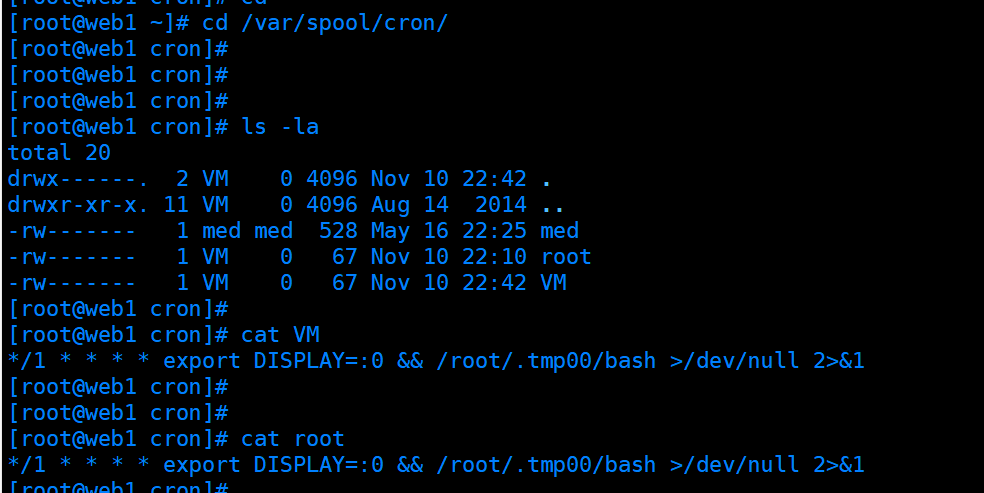 [root@web1 ~]# cd /var/spool/cron/
[root@web1 cron]#
[root@web1 cron]#
[root@web1 cron]#
[root@web1 cron]# ls -la
total 20
drwx------.  2 VM    0 4096 Nov 10 22:42 .
drwxr-xr-x. 11 VM    0 4096 Aug 14  2014 ..
-rw-------   1 med med  528 May 16 22:25 med
-rw-------   1 VM    0   67 Nov 10 22:10 root
-rw-------   1 VM    0   67 Nov 10 22:42 VM
[root@web1 cron]#
[root@web1 cron]# cat VM
*/1 * * * * export DISPLAY=:0 && /root/.tmp00/bash >/dev/null 2>&1
[root@web1 cron]#
[root@web1 cron]#
[root@web1 cron]# cat root
*/1 * * * * export DISPLAY=:0 && /root/.tmp00/bash >/dev/null 2>&1
[root@web1 cron]#